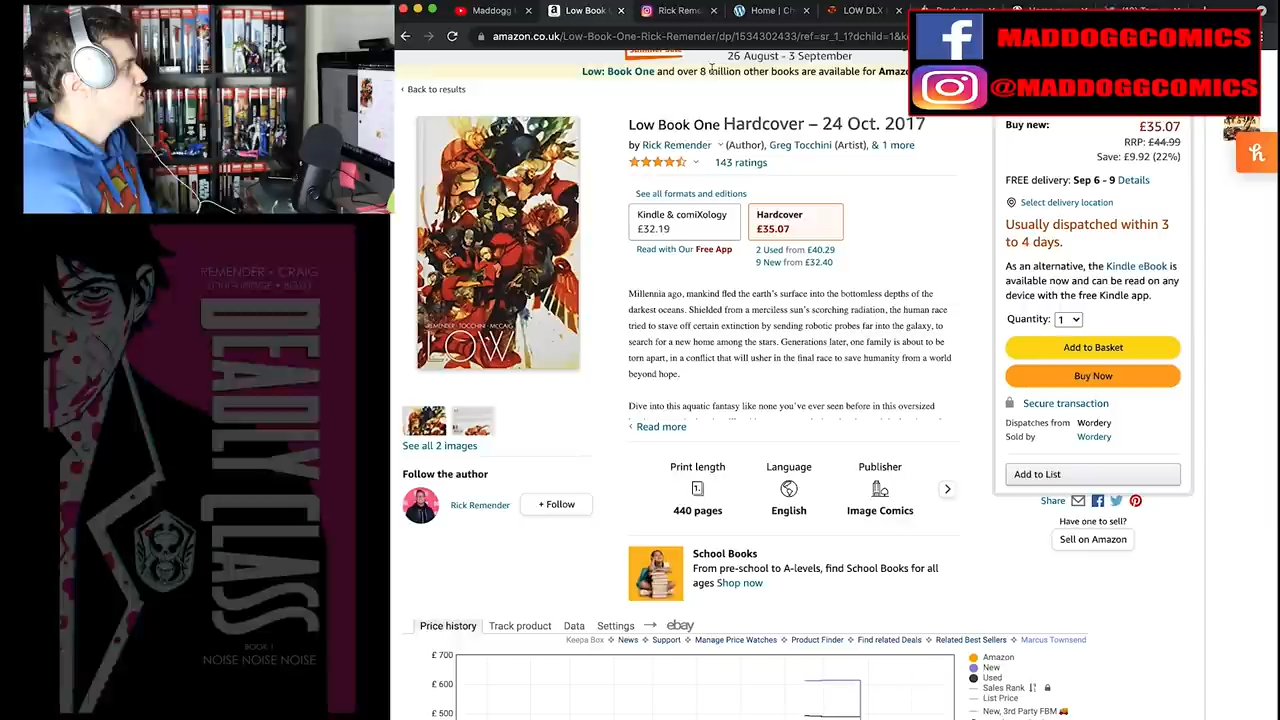 Maddogg
Low Book
Rick Rem
Home | Ch
amazon.co.uk/Low-Book-One-Rick-Remender/dp/1534302433/ref=sr_1_1?dchild=1&k
MADDOGGCOMICS
@MADDOGGCOMICS
26 August - 3 September
Low: Book One and over 8 million other books are available for Amazo
‹ Back to results
Low Book One Hardcover – 24 Oct. 2017
by Rick Remender (Author), Greg Tocchini (Artist), & 1 more
143 ratings
See all formats and editions
Kindle & comiXology
£32.19
Read with Our Free App
Hardcover
£35.07
2 Used from £40.29
9 New from £32.40
Millennia ago, mankind fled the earth's surface into the bottomless depths of the
darkest oceans. Shielded from a merciless sun's scorching radiation, the human race
tried to stave off certain extinction by sending robotic probes far into the galaxy, to
search for a new home among the stars. Generations later, one family is about to be
torn apart, in a conflict that will usher in the final race to save humanity from a world
beyond hope.
Dive into this aquatic fantasy like none you've ever seen before in this oversized
Read more
Print length
440 pages
Language
English
Publisher
Image Comics
School Books
From pre-school to A-levels, find School Books for all
ages Shop now
REMENDER • TOCCHINI • McCAIG
LOW
See all 2 images
Follow the author
Rick Remender
+ Follow
Buy new: £35.07
RRP: £44.99
Save: £9.92 (22%)
FREE delivery: Sep 6 - 9 Details
Select delivery location
Usually dispatched within 3
to 4 days.
As an alternative, the Kindle eBook is
available now and can be read on any
device with the free Kindle app.
Quantity: 1
Add to Basket
Buy Now
Secure transaction
Dispatches from Wordery
Sold by Wordery
Add to List
Share
Have one to sell?
Sell on Amazon
Price history
Track product
Data
Settings
ebay
Keepa Box
News
Support
Manage Price Watches
Product Finder
Find related Deals
Related Best Sellers
Marcus Townsend
£ 700
£ 600
£ 500
Amazon
New
Used
Sales Rank
List Price
New, 3rd Party FBM
REMENDER • CRAIG
DEADLY CLASS
BOOK 1
NOISE NOISE NOISE